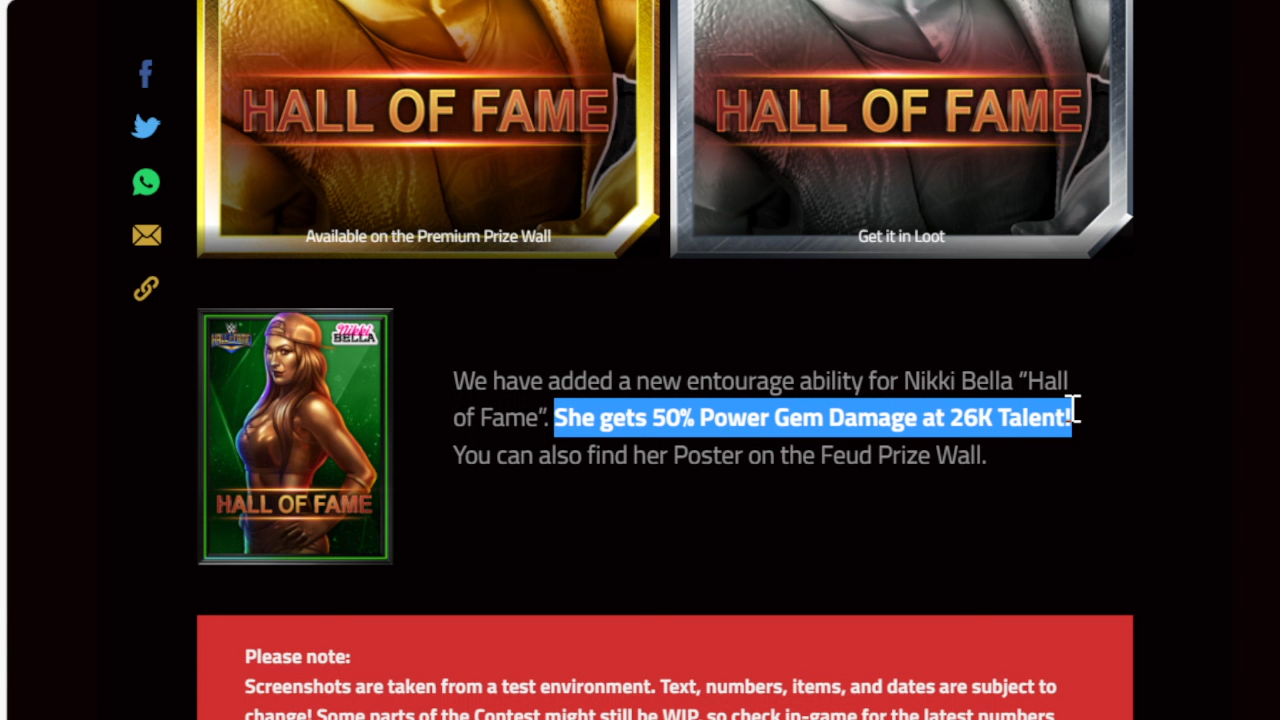 HALL OF FAME
HALL OF FAME
Available on the Premium Prize Wall
Get it in Loot
Nikki
BELLA
HALL OF FAME
We have added a new entourage ability for Nikki Bella “Hall
of Fame”. She gets 50% Power Gem Damage at 26K Talent!
You can also find her Poster on the Feud Prize Wall.
Please note:
Screenshots are taken from a test environment. Text, numbers, items, and dates are subject to
change! Some parts of the Contest might still be WIP, so check in-game for the latest numbers